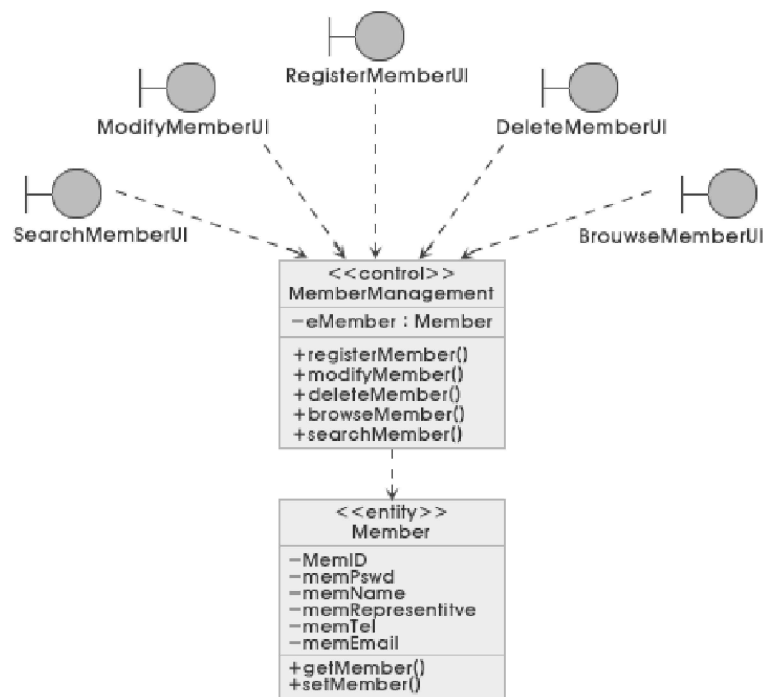 RegisterMemberUI
ModifyMemberUI
DeleteMemberUI
SearchMemberUI
BrouwseMemberUI
<<control>>
MemberManagement
-eMember : Member
+registerMember()
+modifyMember()
+deleteMember()
+browseMember()
+searchMember()
<<entity>>
Member
-MemID
-memPswd
-memName
-memRepresentitve
-memTel
-memEmail
+getMember()
+setMember()